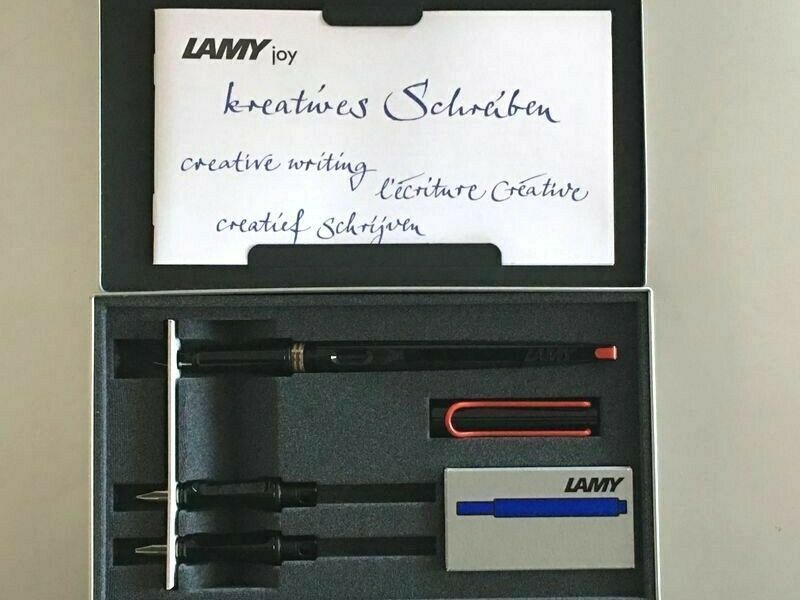 LAMY joy
kreatives Schreiben
creative writing
l'écriture Créative
creatief schrijven
LAMY
LAMY